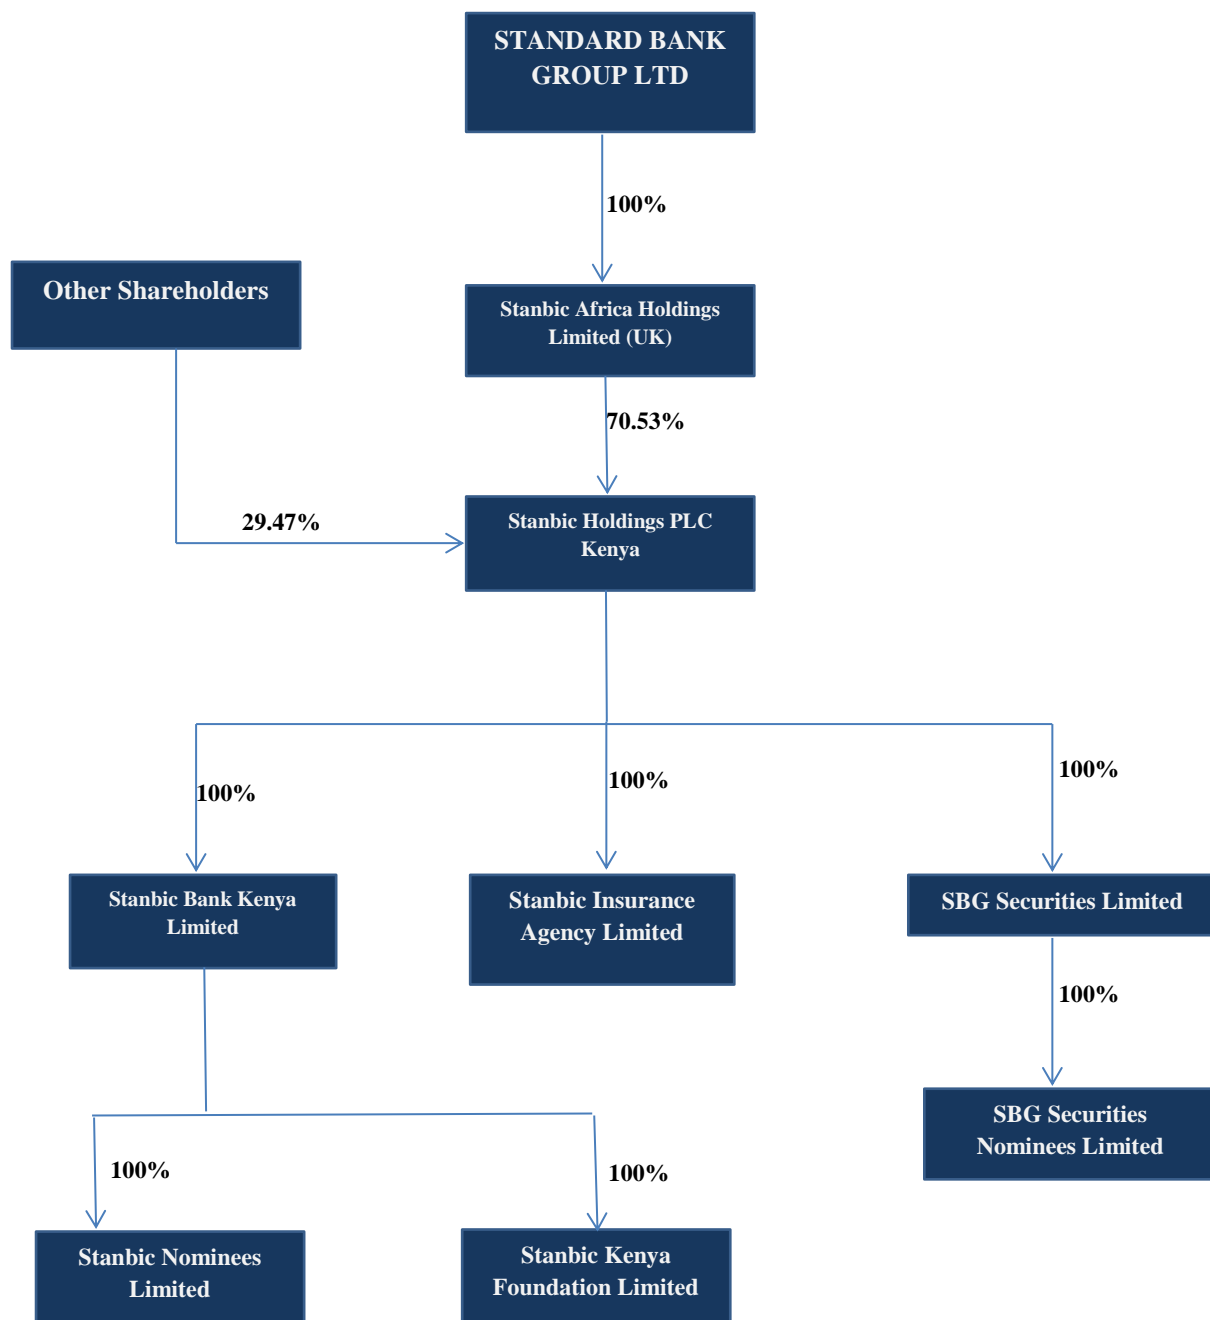 STANDARD BANK
GROUP LTD
100%
Other Shareholders
Stanbic Africa Holdings
Limited (UK)
70.53%
29.47%
Stanbic Holdings PLC
Kenya
100%
100%
100%
Stanbic Bank Kenya
Limited
Stanbic Insurance
Agency Limited
SBG Securities Limited
100%
SBG Securities
Nominees Limited
100%
100%
Stanbic Nominees
Limited
Stanbic Kenya
Foundation Limited